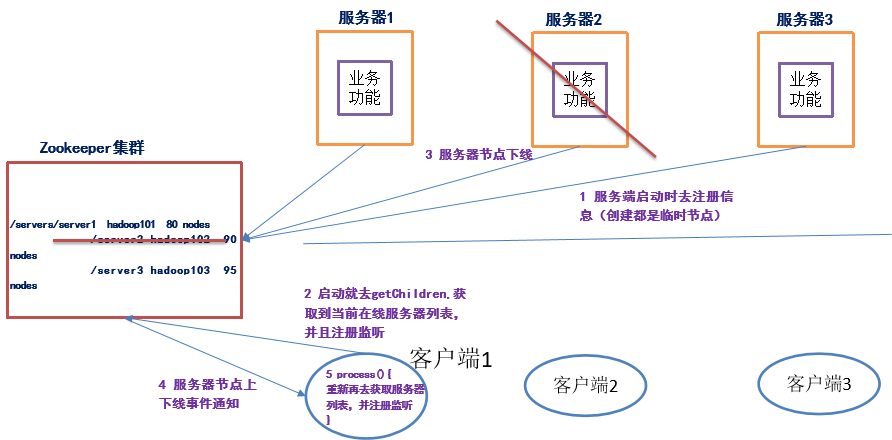 服务器1
服务器2
服务器3
业务
功能
业务
功能
业务
功能
Zookeeper集群
3 服务器节点下线
1 服务端启动时去注册信
息（创建都是临时节点）
/servers/server1 hadoop101 80 nodes
/server2 hadoop102 90
nodes
/server3 hadoop103 95
nodes
2 启动就去getChildren,获
取到当前在线服务器列表，
并且注册监听
客户端1
4 服务器节点上
下线事件通知
5 process(){
重新再去获取服务器
列表，并注册监听
}
客户端2
客户端3